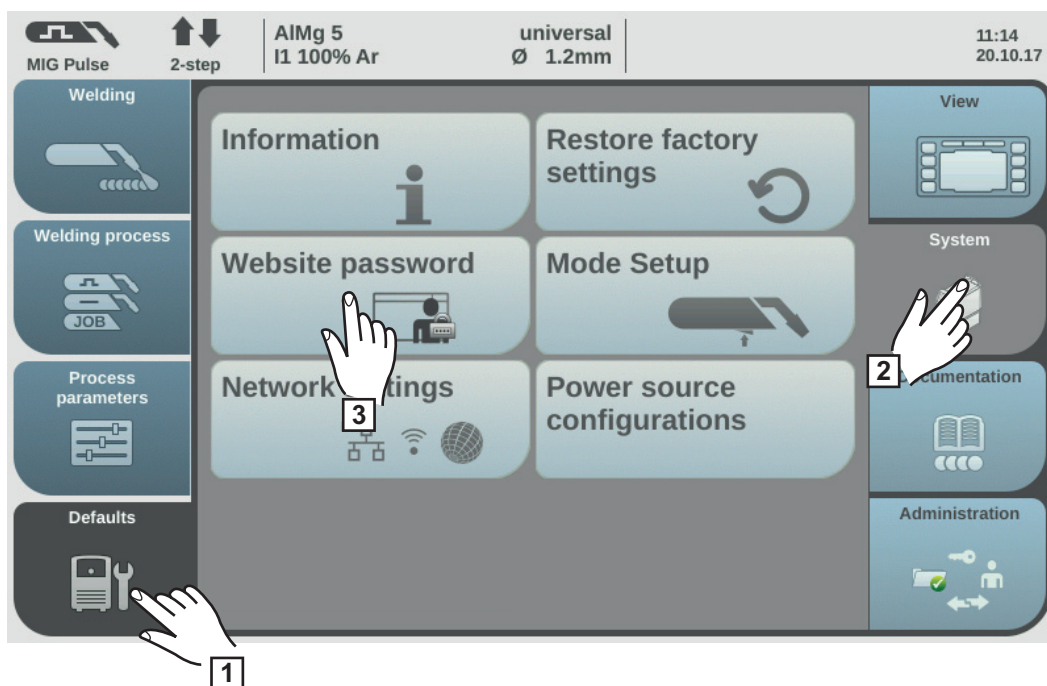 MIG Pulse
2-step
AlMg 5
I1 100% Ar
universal
Ø 1.2mm
11:14
20.10.17
Welding
Welding process
JOB
Process
parameters
Defaults
1
Information
Restore factory
settings
Website password
Mode Setup
Network
tings
3
Power source
configurations
View
System
2
cumentation
Administration